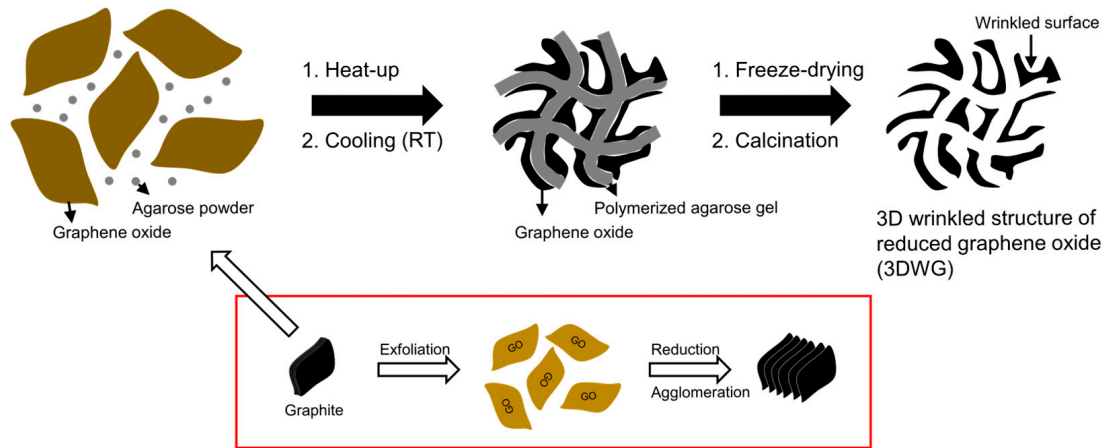 Wrinkled surface
1. Heat-up
2. Cooling (RT)
1. Freeze-drying
2. Calcination
Agarose powder
Graphene oxide
Polymerized agarose gel
Graphene oxide
3D wrinkled structure of
reduced graphene oxide
(3DWG)
Graphite
Exfoliation
GO
GO
GO
GO
GO
Reduction
Agglomeration